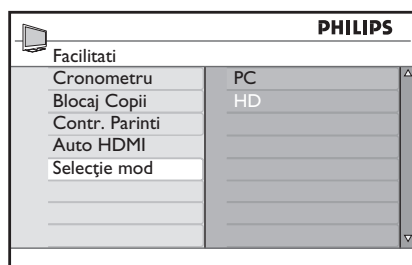 PHILIPS
Facilitati
Cronometru
PC
Blocaj Copii
HD
Contr. Parinti
Auto HDMI
Selecţie mod